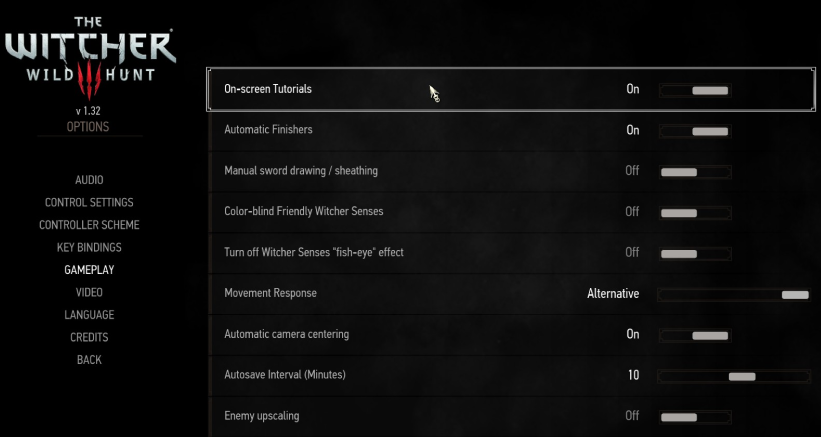 THE
WITCHER
WILD HUNT
v 1.32
OPTIONS
AUDIO
CONTROL SETTINGS
CONTROLLER SCHEME
KEY BINDINGS
GAMEPLAY
VIDEO
LANGUAGE
CREDITS
BACK
On-screen Tutorials On
Automatic Finishers On
Manual sword drawing / sheathing Off
Color-blind Friendly Witcher Senses Off
Turn off Witcher Senses "fish-eye" effect Off
Movement Response Alternative
Automatic camera centering On
Autosave Interval (Minutes) 10
Enemy upscaling Off